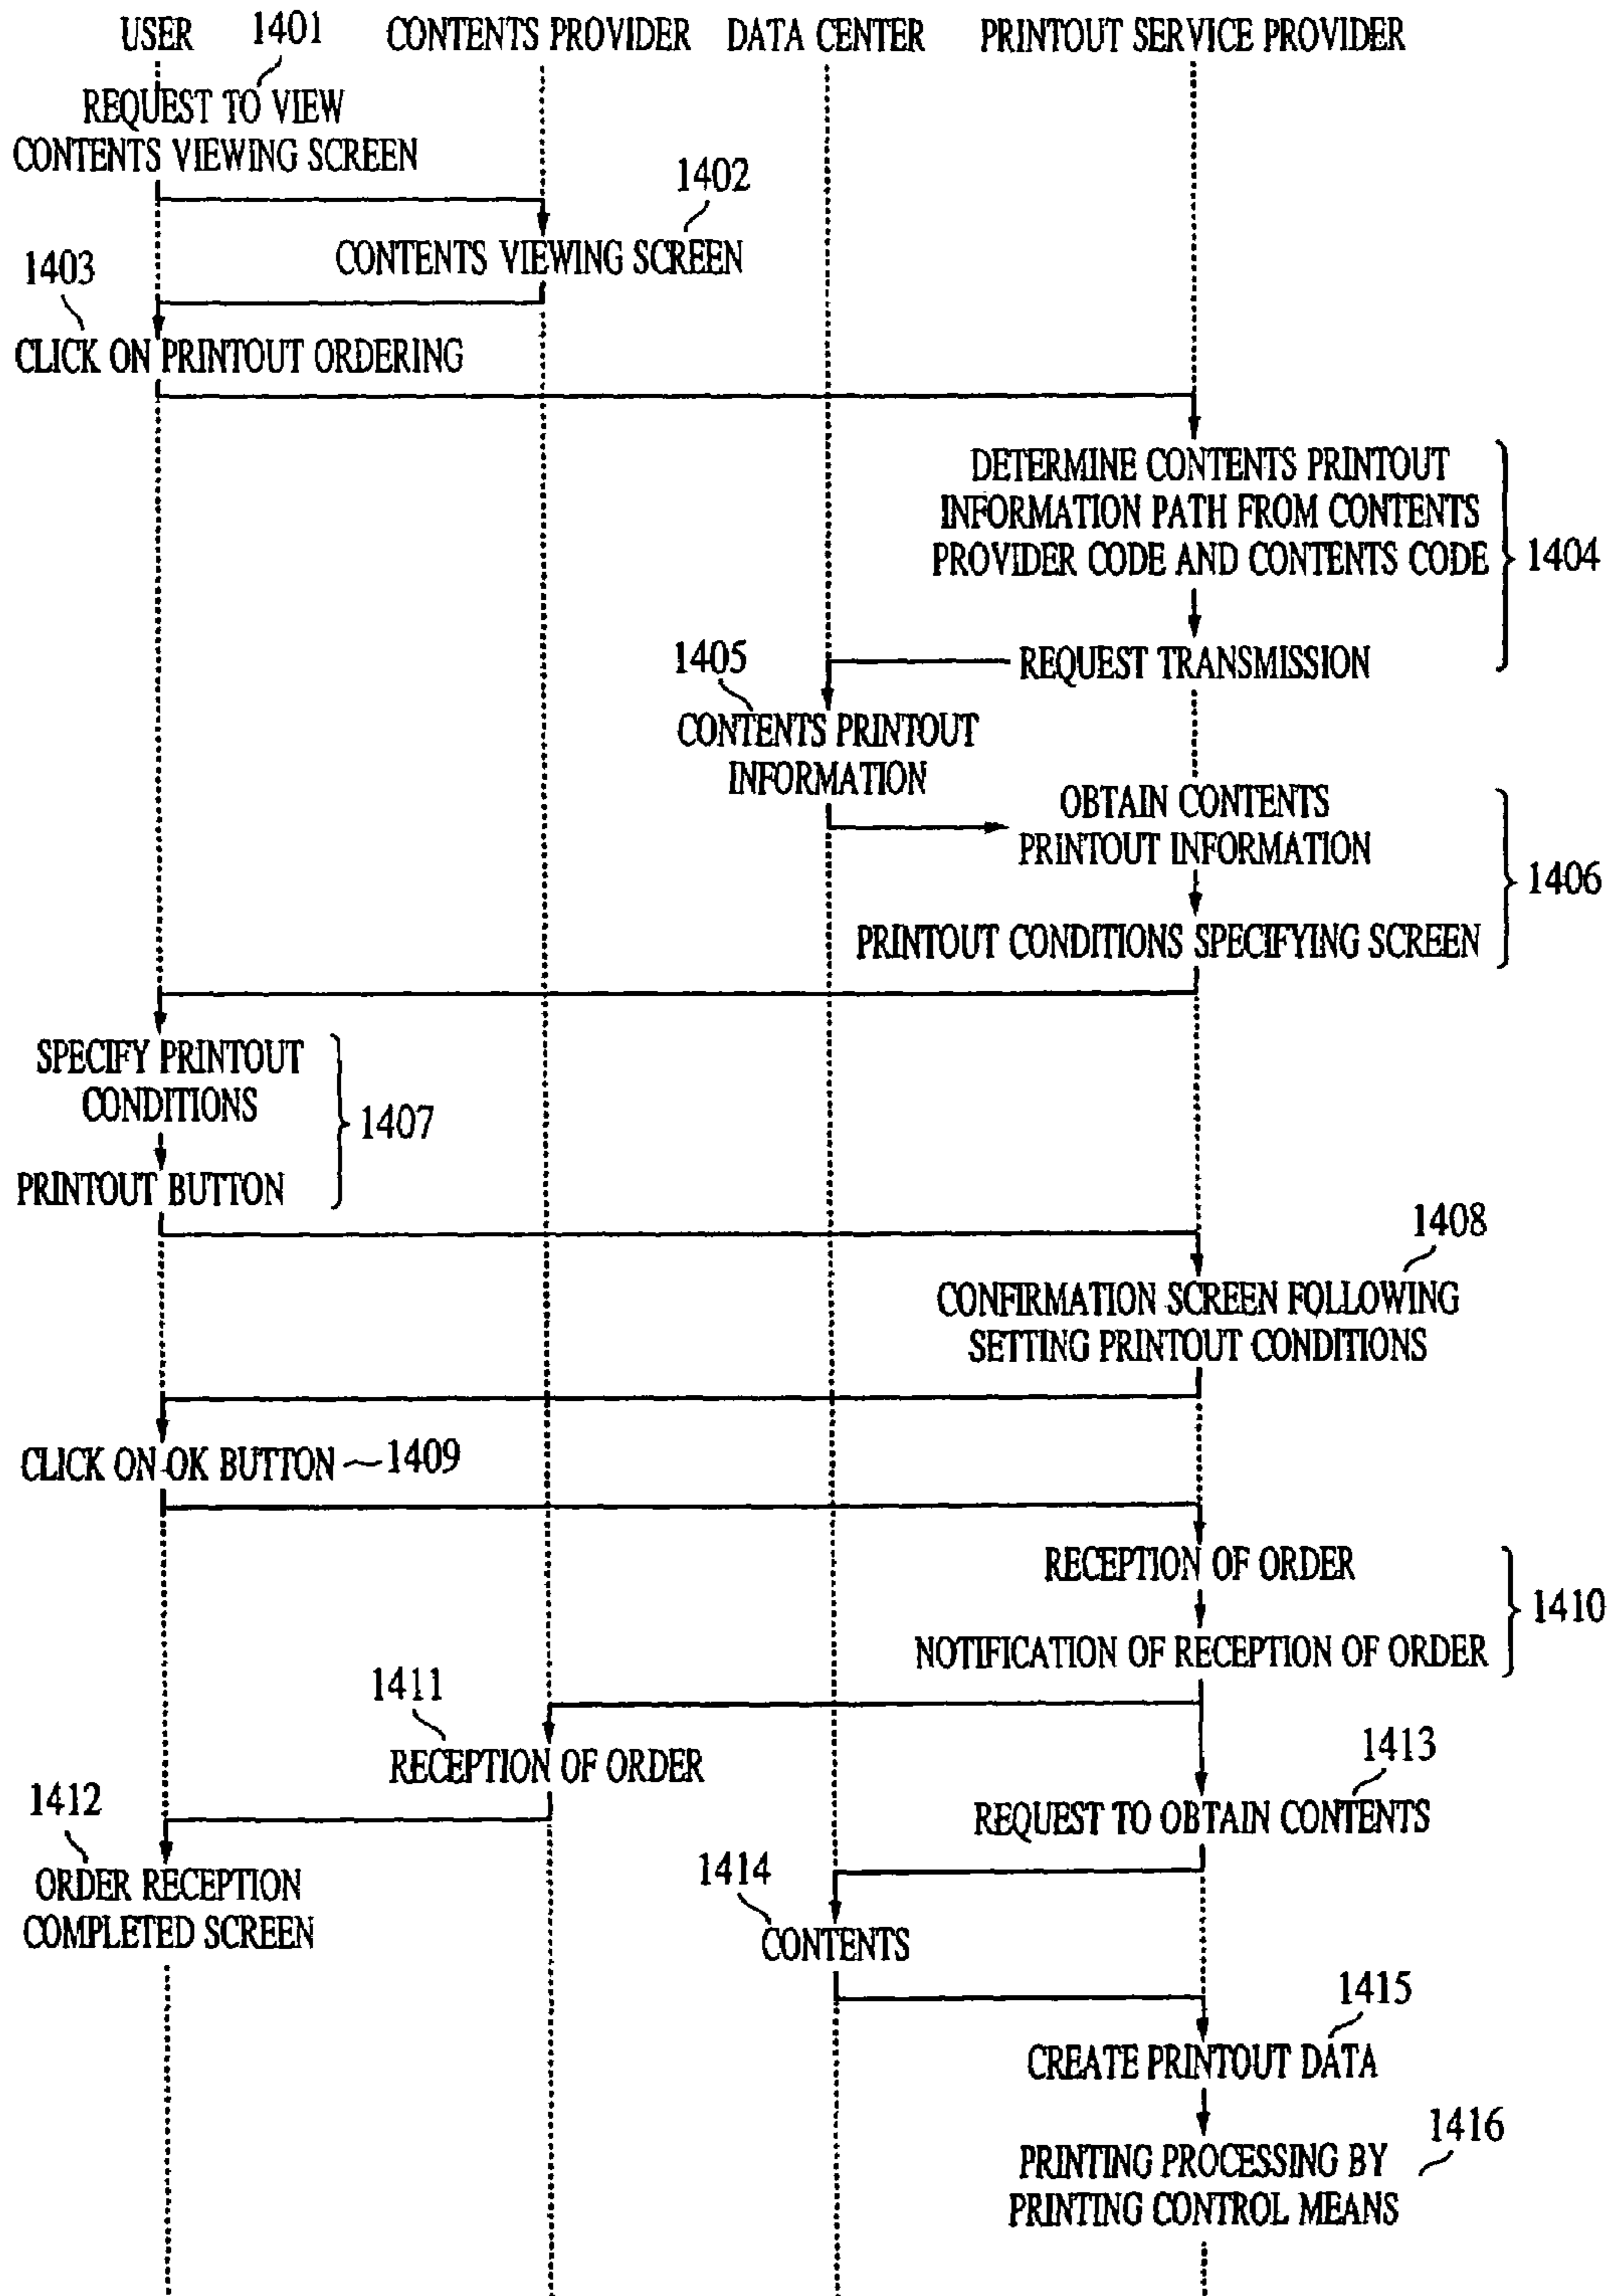 USER
1401
CONTENTS PROVIDER
DATA CENTER
PRINTOUT SERVICE PROVIDER
REQUEST TO VIEW
CONTENTS VIEWING SCREEN
1402
CONTENTS VIEWING SCREEN
1403
CLICK ON PRINTOUT ORDERING
DETERMINE CONTENTS PRINTOUT
INFORMATION PATH FROM CONTENTS
PROVIDER CODE AND CONTENTS CODE
1404
REQUEST TRANSMISSION
1405
CONTENTS PRINTOUT
INFORMATION
OBTAIN CONTENTS
PRINTOUT INFORMATION
1406
PRINTOUT CONDITIONS SPECIFYING SCREEN
SPECIFY PRINTOUT
CONDITIONS
1407
PRINTOUT BUTTON
1408
CONFIRMATION SCREEN FOLLOWING
SETTING PRINTOUT CONDITIONS
CLICK ON OK BUTTON
1409
RECEPTION OF ORDER
1410
NOTIFICATION OF RECEPTION OF ORDER
1411
RECEPTION OF ORDER
1413
REQUEST TO OBTAIN CONTENTS
1412
ORDER RECEPTION
COMPLETED SCREEN
1414
CONTENTS
1415
CREATE PRINTOUT DATA
1416
PRINTING PROCESSING BY
PRINTING CONTROL MEANS